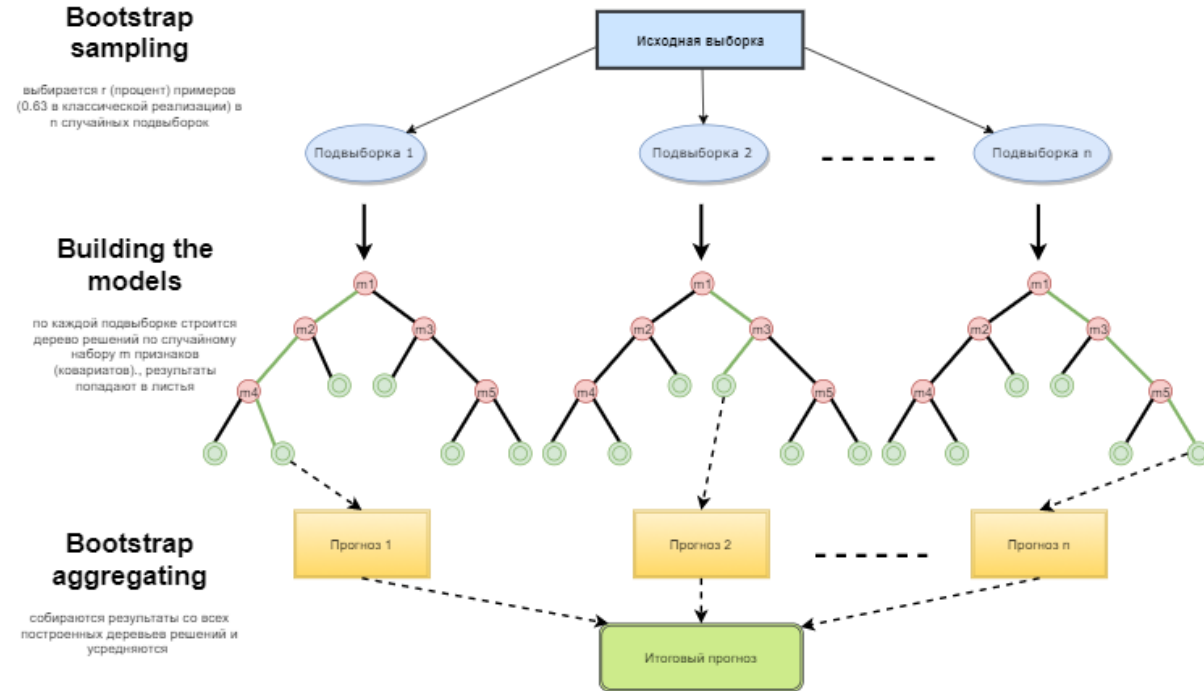 Bootstrap
sampling
выбирается r (процент) примеров
(0.63 в классической реализации) в
n случайных подвыборок
Исходная выборка
Подвыборка 1
Подвыборка 2
Подвыборка n
Building the
models
по каждой подвыборке строится
дерево решений по случайному
набору m признаков
(ковариатов)., результаты
попадают в листья
m1
m2
m3
m4
m5
m1
m2
m3
m4
m5
m1
m2
m3
m4
m5
Bootstrap
aggregating
собираются результаты со всех
построенных деревьев решений и
усредняются
Прогноз 1
Прогноз 2
Прогноз n
Итоговый прогноз